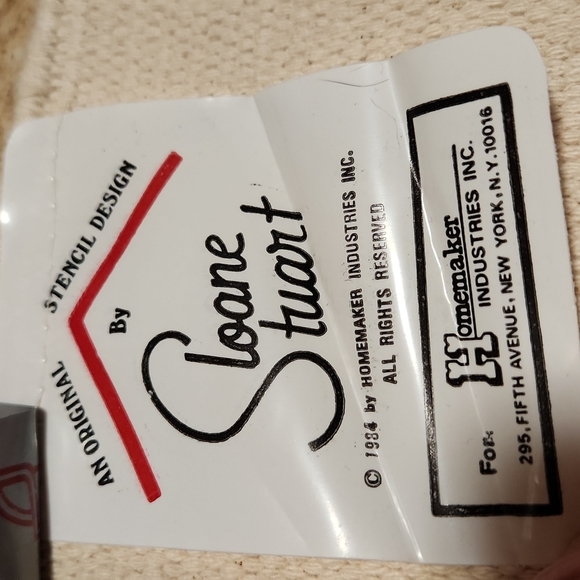 AN ORIGINAL STENCIL DESIGN
By
Sloane
Stuart
© 1984 by HOMEMAKER INDUSTRIES INC.
ALL RIGHTS RESERVED
For: Homemaker
INDUSTRIES INC.
295, FIFTH AVENUE, NEW YORK, N.Y. 10016